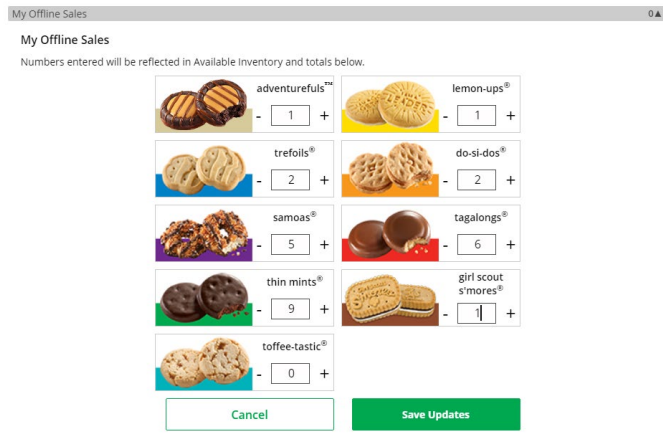 My Offline Sales 0▲
My Offline Sales
Numbers entered will be reflected in Available Inventory and totals below.
adventurefuls™
- 1 +
lemon-ups®
- 1 +
trefoils®
- 2 +
do-si-dos®
- 2 +
samoas®
- 5 +
tagalongs®
- 6 +
thin mints®
- 9 +
girl scout
s'mores®
- 1 +
toffee-tastic®
- 0 +
Cancel
Save Updates